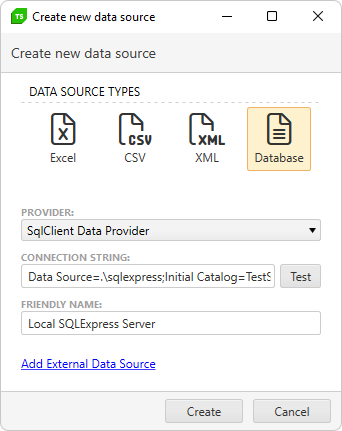 TS Create new data source
Create new data source
DATA SOURCE TYPES
X CSV XML
Excel CSV XML Database
PROVIDER:
SqlClient Data Provider
CONNECTION STRING:
Data Source=.\sqlexpress;Initial Catalog=TestS Test
FRIENDLY NAME:
Local SQLExpress Server
Add External Data Source
Create Cancel